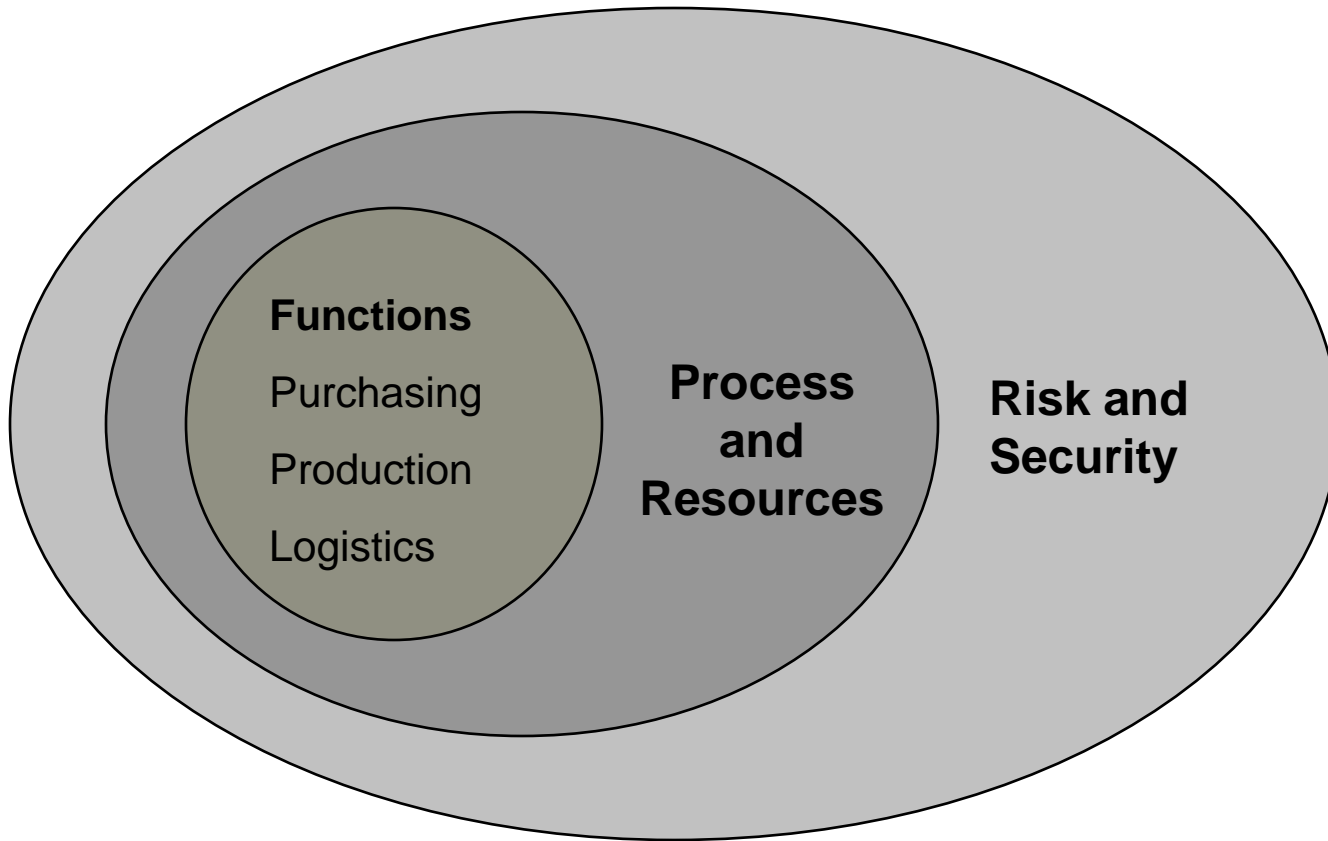 Functions
Purchasing
Production
Logistics
Process
and
Resources
Risk and
Security